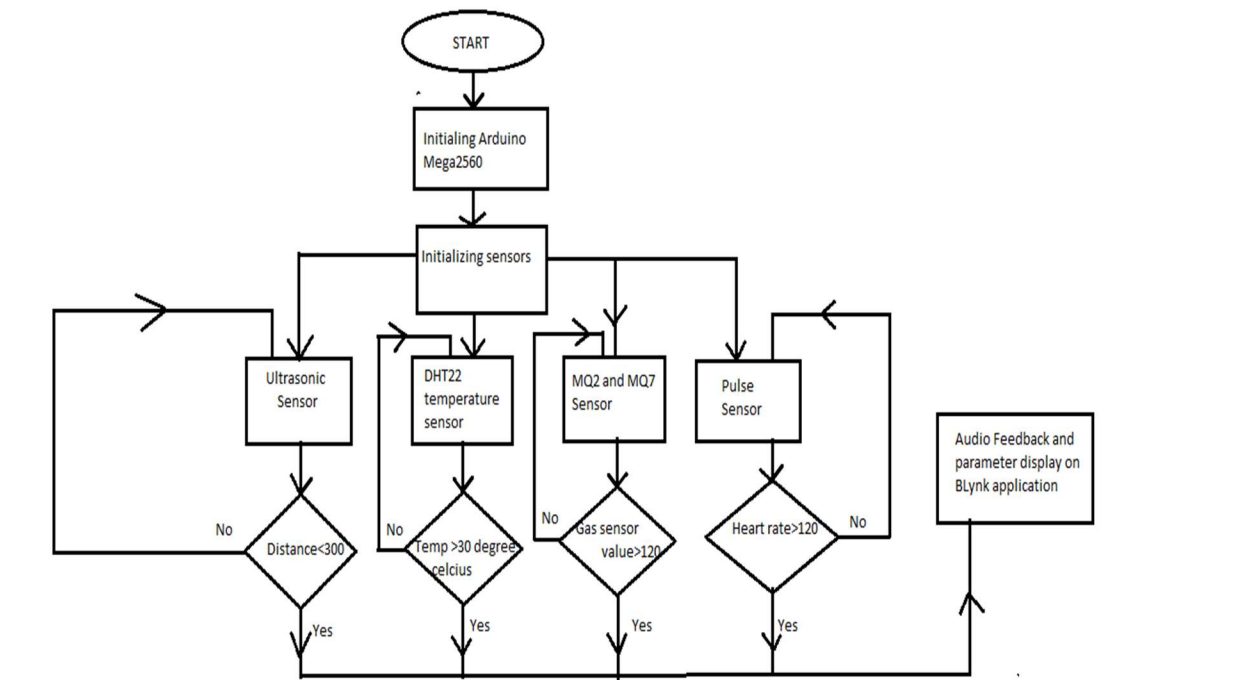 START
Initialing Arduino
Mega2560
Initializing sensors
Ultrasonic
Sensor
DHT22
temperature
sensor
MQ2 and MQ7
Sensor
Pulse
Sensor
Audio Feedback and
parameter display on
BLynk application
No
Distance<300
No
Temp >30 degree
celcius
No
Gas sensor
value>120
Heart rate>120
No
Yes
Yes
Yes
Yes